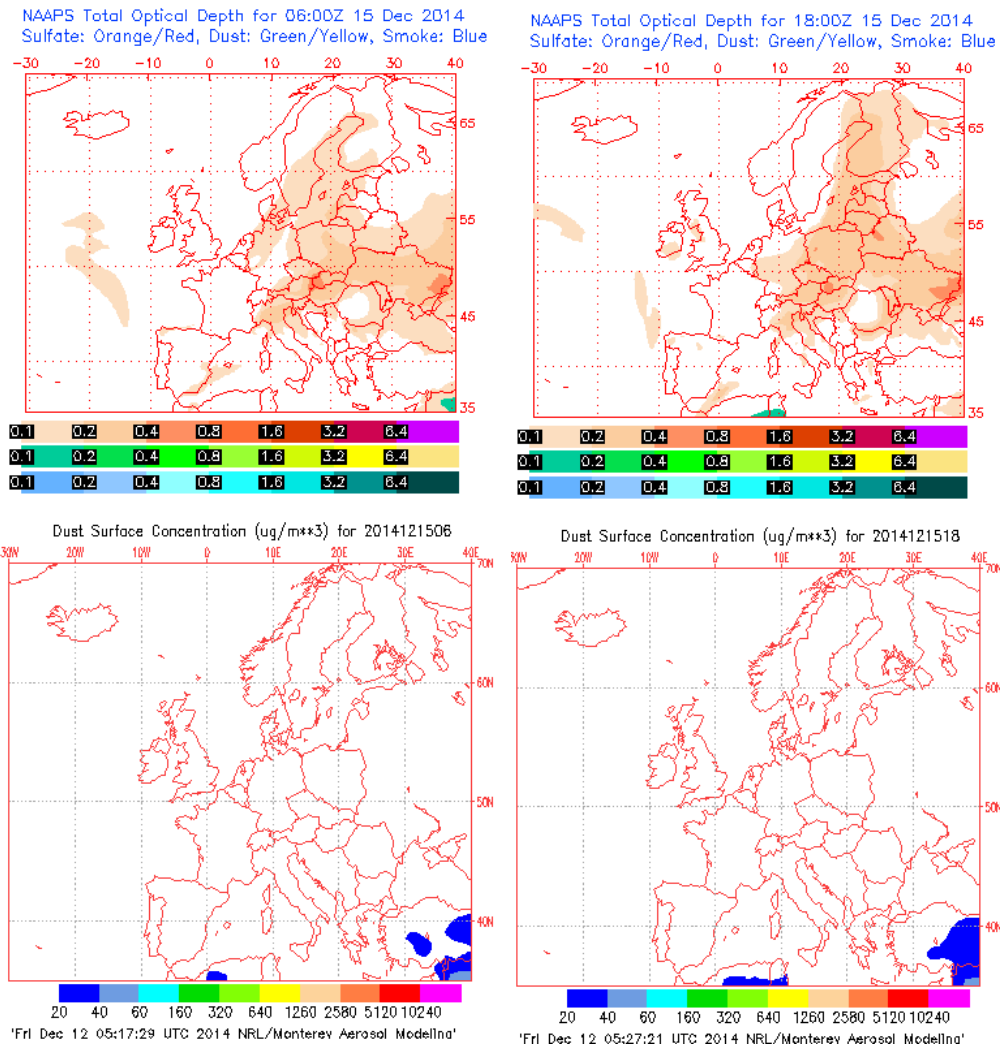 NAAPS Total Optical Depth for 06:00Z 15 Dec 2014
Sulfate: Orange/Red, Dust: Green/Yellow, Smoke: Blue
-30 -20 -10 0 10 20 30 40
65
55
45
35
0.1 0.2 0.4 0.8 1.6 3.2 6.4
0.1 0.2 0.4 0.8 1.6 3.2 6.4
0.1 0.2 0.4 0.8 1.6 3.2 6.4
NAAPS Total Optical Depth for 18:00Z 15 Dec 2014
Sulfate: Orange/Red, Dust: Green/Yellow, Smoke: Blue
-30 -20 -10 0 10 20 30 40
65
55
45
35
0.1 0.2 0.4 0.8 1.6 3.2 6.4
0.1 0.2 0.4 0.8 1.6 3.2 6.4
0.1 0.2 0.4 0.8 1.6 3.2 6.4
Dust Surface Concentration (ug/m**3) for 2014121506
30W 20W 10W 0 10E 20E 30E 40E
70N
60N
50N
40N
20 40 60 160 320 640 1260 2580 5120 10240
'Fri Dec 12 05:17:29 UTC 2014 NRL/Monterey Aerosol Modeling'
Dust Surface Concentration (ug/m**3) for 2014121518
30W 20W 10W 0 10E 20E 30E 40E
70N
60N
50N
40N
20 40 60 160 320 640 1260 2580 5120 10240
'Fri Dec 12 05:27:21 UTC 2014 NRL/Monterey Aerosol Modeling'